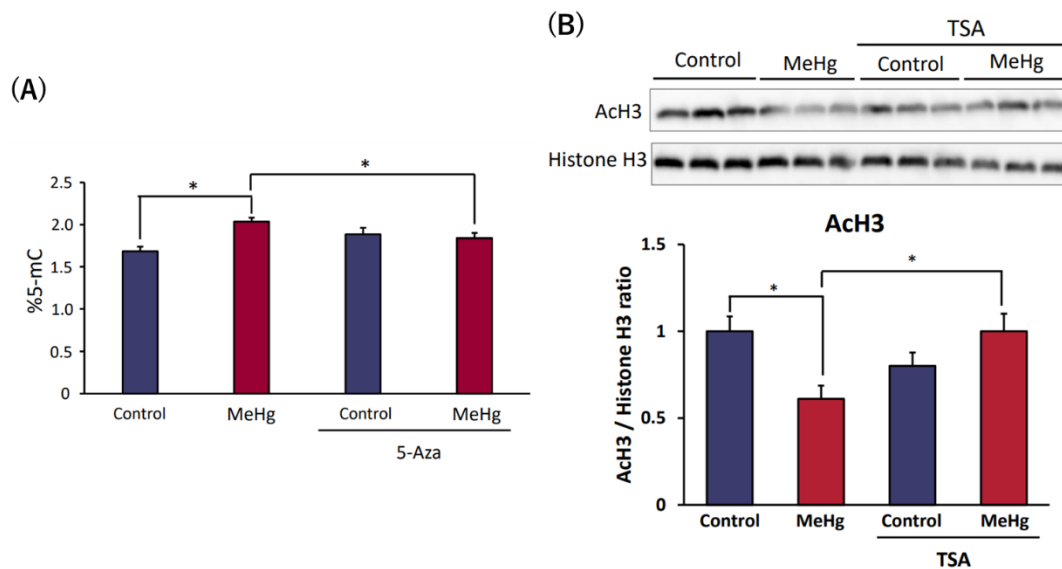 (A)
%5-mC
2.5
2.0
1.5
1.0
0.5
0
*
*
Control
MeHg
Control
MeHg
5-Aza
(B)
TSA
Control
MeHg
Control
MeHg
AcH3
Histone H3
AcH3
AcH3 / Histone H3 ratio
1.5
1
0.5
0
*
*
Control
MeHg
Control
MeHg
TSA